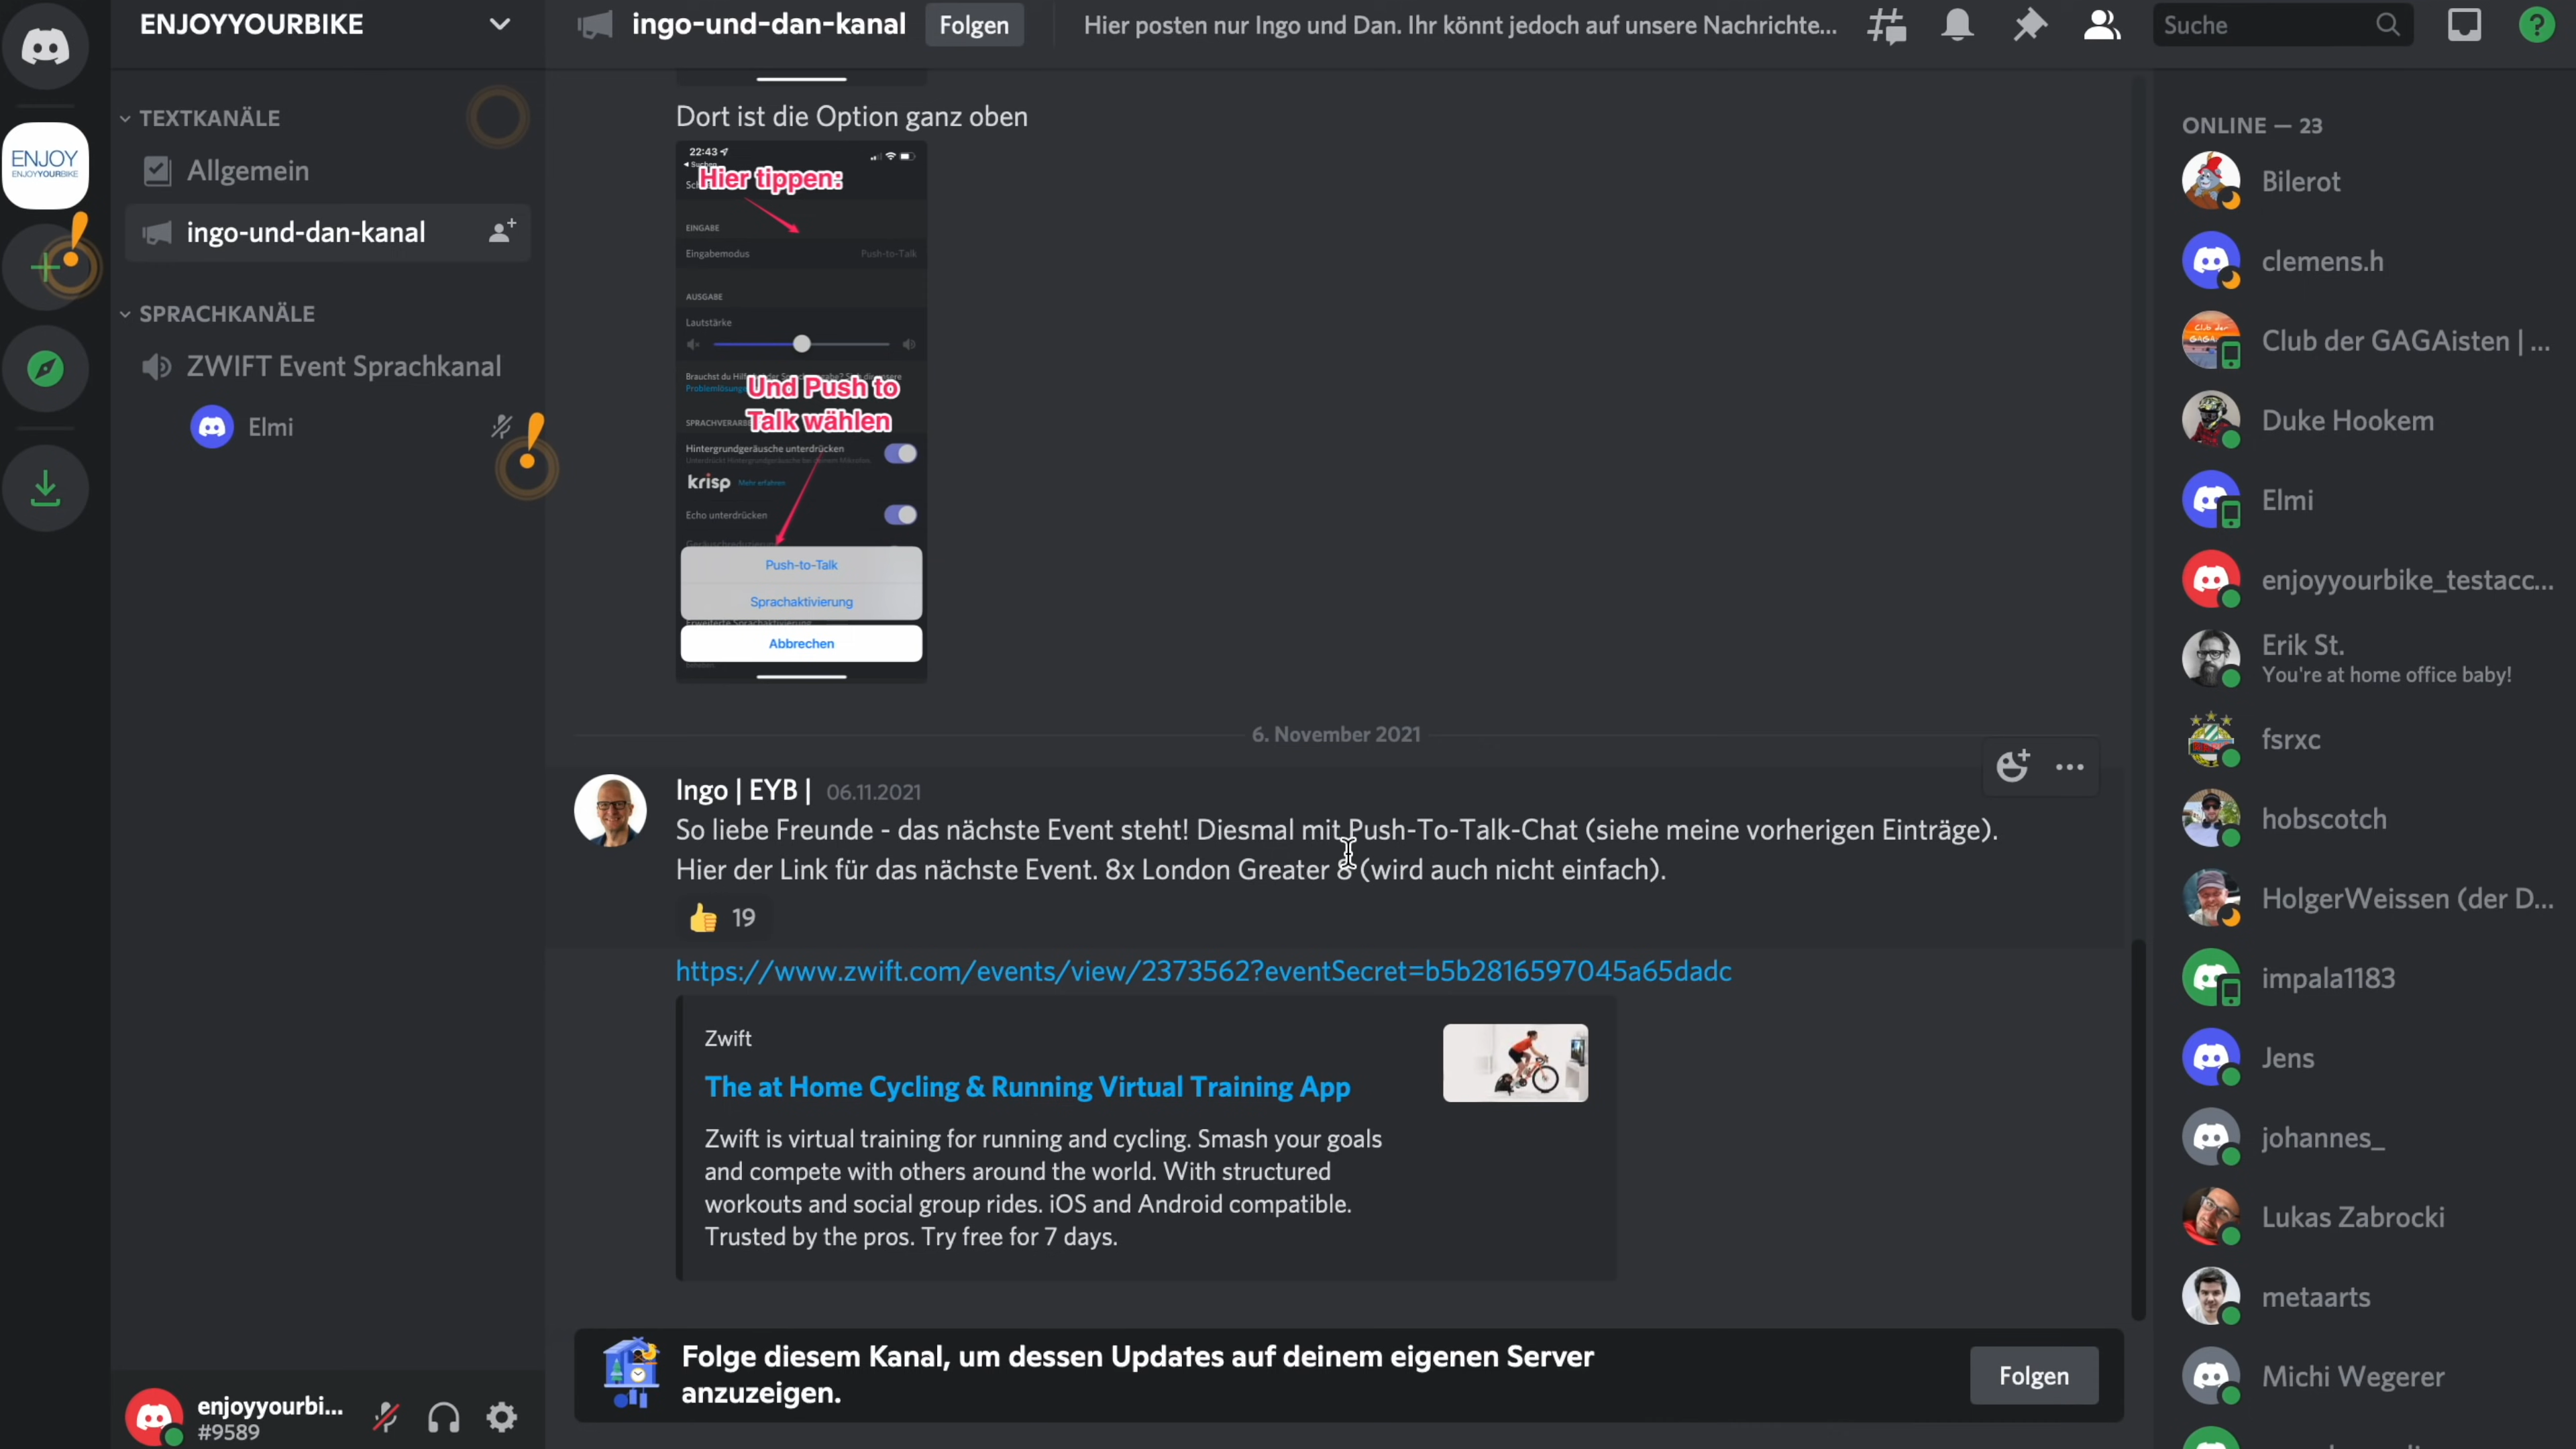 ENJOYYOURBIKE
ingo-und-dan-kanal
Folgen
Hier posten nur Ingo und Dan. Ihr könnt jedoch auf unsere Nachrichte...
Suche
ENJOY
ENJOYYOURBIKE
TEXTKANÄLE
Allgemein
ingo-und-dan-kanal
SPRACHKANÄLE
ZWIFT Event Sprachkanal
Elmi
Dort ist die Option ganz oben
22:43
Hier tippen:
EINGABE
Eingabemodus
Push-to-Talk
AUSGABE
Lautstärke
Und Push to
Talk wählen
Hintergrundgeräusche unterdrücken
krisp
Mehr erfahren
Echo unterdrücken
Push-to-Talk
Sprachaktivierung
Abbrechen
6. November 2021
Ingo | EYB | 06.11.2021
So liebe Freunde - das nächste Event steht! Diesmal mit Push-To-Talk-Chat (siehe meine vorherigen Einträge).
Hier der Link für das nächste Event. 8x London Greater 8 (wird auch nicht einfach).
19
https://www.zwift.com/events/view/2373562?eventSecret=b5b2816597045a65dadc
Zwift
The at Home Cycling & Running Virtual Training App
Zwift is virtual training for running and cycling. Smash your goals
and compete with others around the world. With structured
workouts and social group rides. iOS and Android compatible.
Trusted by the pros. Try free for 7 days.
Folge diesem Kanal, um dessen Updates auf deinem eigenen Server
anzuzeigen.
Folgen
enjoyyourbi...
#9589
ONLINE — 23
Bilerot
clemens.h
Club der GAGAisten | ...
Duke Hookem
Elmi
enjoyyourbike_testacc...
Erik St.
You're at home office baby!
fsrxc
hobscotch
HolgerWeissen (der D...
impala1183
Jens
johannes_
Lukas Zabrocki
metaarts
Michi Wegerer